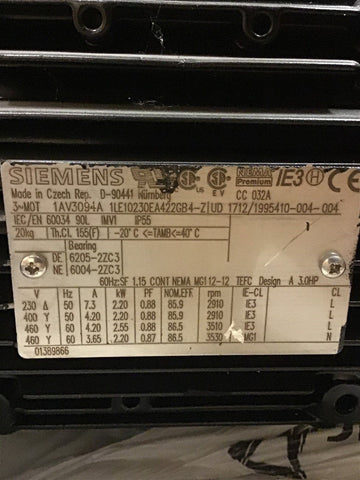 SIEMENS NEMA Premium IE3 H CE
US EV CC 032A
Made in Czech Rep. D-90441 Nürnberg
3~MOT 1AV3094A 1LE10230EA422GB4-Z UD 1712/1995410-004-004
IEC/EN 60034 90L IMV1 IP55
20kg Th.CL 155(F) -20°C <=TAMB<=40°C
Bearing
DE 6205-2ZC3
NE 6004-2ZC3
60Hz:SF 1.15 CONT NEMA MG1 12-12 TEFC Design A 3.0HP
V Hz A kW PF NOM.EFF rpm IE-CL CL
230 Δ 50 7.3 2.20 0.88 85.9 2910 IE3 L
400 Y 50 4.20 2.20 0.88 85.9 2910 IE3 L
460 Y 60 4.20 2.55 0.88 86.5 3510 IE3 L
460 Y 60 3.65 2.20 0.87 86.5 3530 MG1 N
01389866